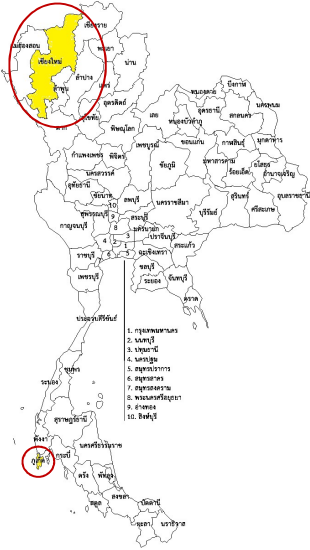 เชียงราย
แม่ฮ่องสอน
เชียงใหม่
พะเยา
น่าน
ลำปาง
ลำพูน
แพร่
อุตรดิตถ์
สุโขทัย
ตาก
พิษณุโลก
เลย
หนองคาย
บึงกาฬ
อุดรธานี
หนองบัวลำภู
สกลนคร
นครพนม
เพชรบูรณ์
ขอนแก่น
กาฬสินธุ์
มุกดาหาร
กำแพงเพชร
พิจิตร
ชัยภูมิ
มหาสารคาม
ร้อยเอ็ด
ยโสธร
อำนาจเจริญ
นครสวรรค์
อุทัยธานี
ชัยนาท
ลพบุรี
นครราชสีมา
บุรีรัมย์
สุรินทร์
ศรีสะเกษ
อุบลราชธานี
10
สุพรรณบุรี
9
สระบุรี
กาญจนบุรี
8
นครนายก
3
ปราจีนบุรี
4
2
1
สระแก้ว
ราชบุรี
7
6
5
ฉะเชิงเทรา
ชลบุรี
เพชรบุรี
ระยอง
จันทบุรี
ตราด
ประจวบคีรีขันธ์
1. กรุงเทพมหานคร
2. นนทบุรี
3. ปทุมธานี
4. นครปฐม
5. สมุทรปราการ
6. สมุทรสาคร
7. สมุทรสงคราม
8. พระนครศรีอยุธยา
9. อ่างทอง
10. สิงห์บุรี
ชุมพร
ระนอง
สุราษฎร์ธานี
พังงา
นครศรีธรรมราช
ภูเก็ต
กระบี่
ตรัง
พัทลุง
สงขลา
สตูล
ปัตตานี
ยะลา
นราธิวาส